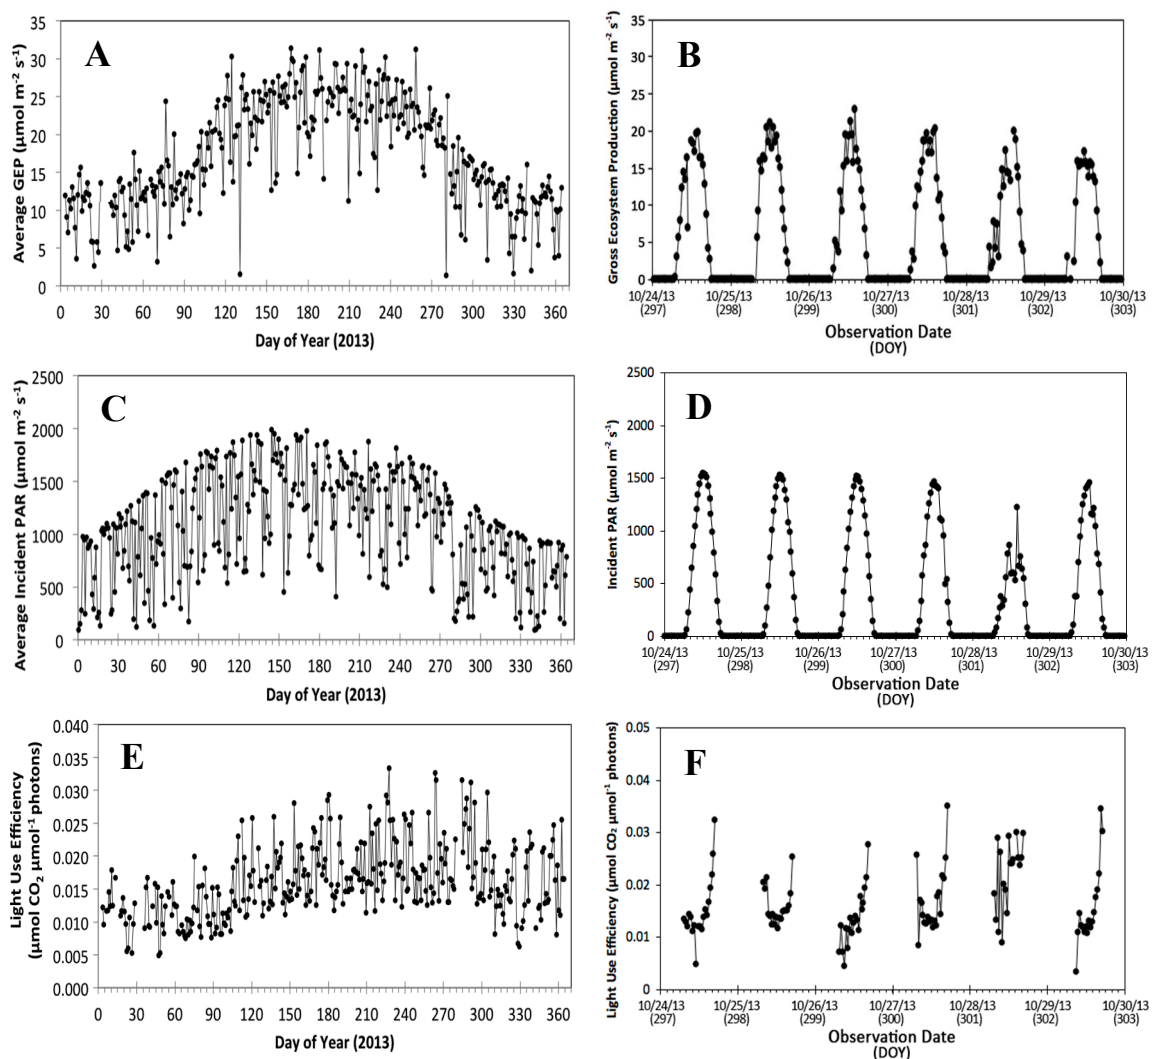 A
Average GEP (µmol m⁻² s⁻¹)
35
30
25
20
15
10
5
0
0 30 60 90 120 150 180 210 240 270 300 330 360
Day of Year (2013)
B
Gross Ecosystem Production (µmol m⁻² s⁻¹)
35
30
25
20
15
10
5
0
10/24/13 10/25/13 10/26/13 10/27/13 10/28/13 10/29/13 10/30/13
(297) (298) (299) (300) (301) (302) (303)
Observation Date
(DOY)
C
Average Incident PAR (µmol m⁻² s⁻¹)
2500
2000
1500
1000
500
0
0 30 60 90 120 150 180 210 240 270 300 330 360
Day of Year (2013)
D
Incident PAR (µmol m⁻² s⁻¹)
2500
2000
1500
1000
500
0
10/24/13 10/25/13 10/26/13 10/27/13 10/28/13 10/29/13 10/30/13
(297) (298) (299) (300) (301) (302) (303)
Observation Date
(DOY)
E
Light Use Efficiency
(µmol CO₂ µmol⁻¹ photons)
0.040
0.035
0.030
0.025
0.020
0.015
0.010
0.005
0.000
0 30 60 90 120 150 180 210 240 270 300 330 360
Day of Year (2013)
F
Light Use Efficiency (µmol CO₂ µmol⁻¹ photons)
0.05
0.04
0.03
0.02
0.01
0
10/24/13 10/25/13 10/26/13 10/27/13 10/28/13 10/29/13 10/30/13
(297) (298) (299) (300) (301) (302) (303)
Observation Date
(DOY)